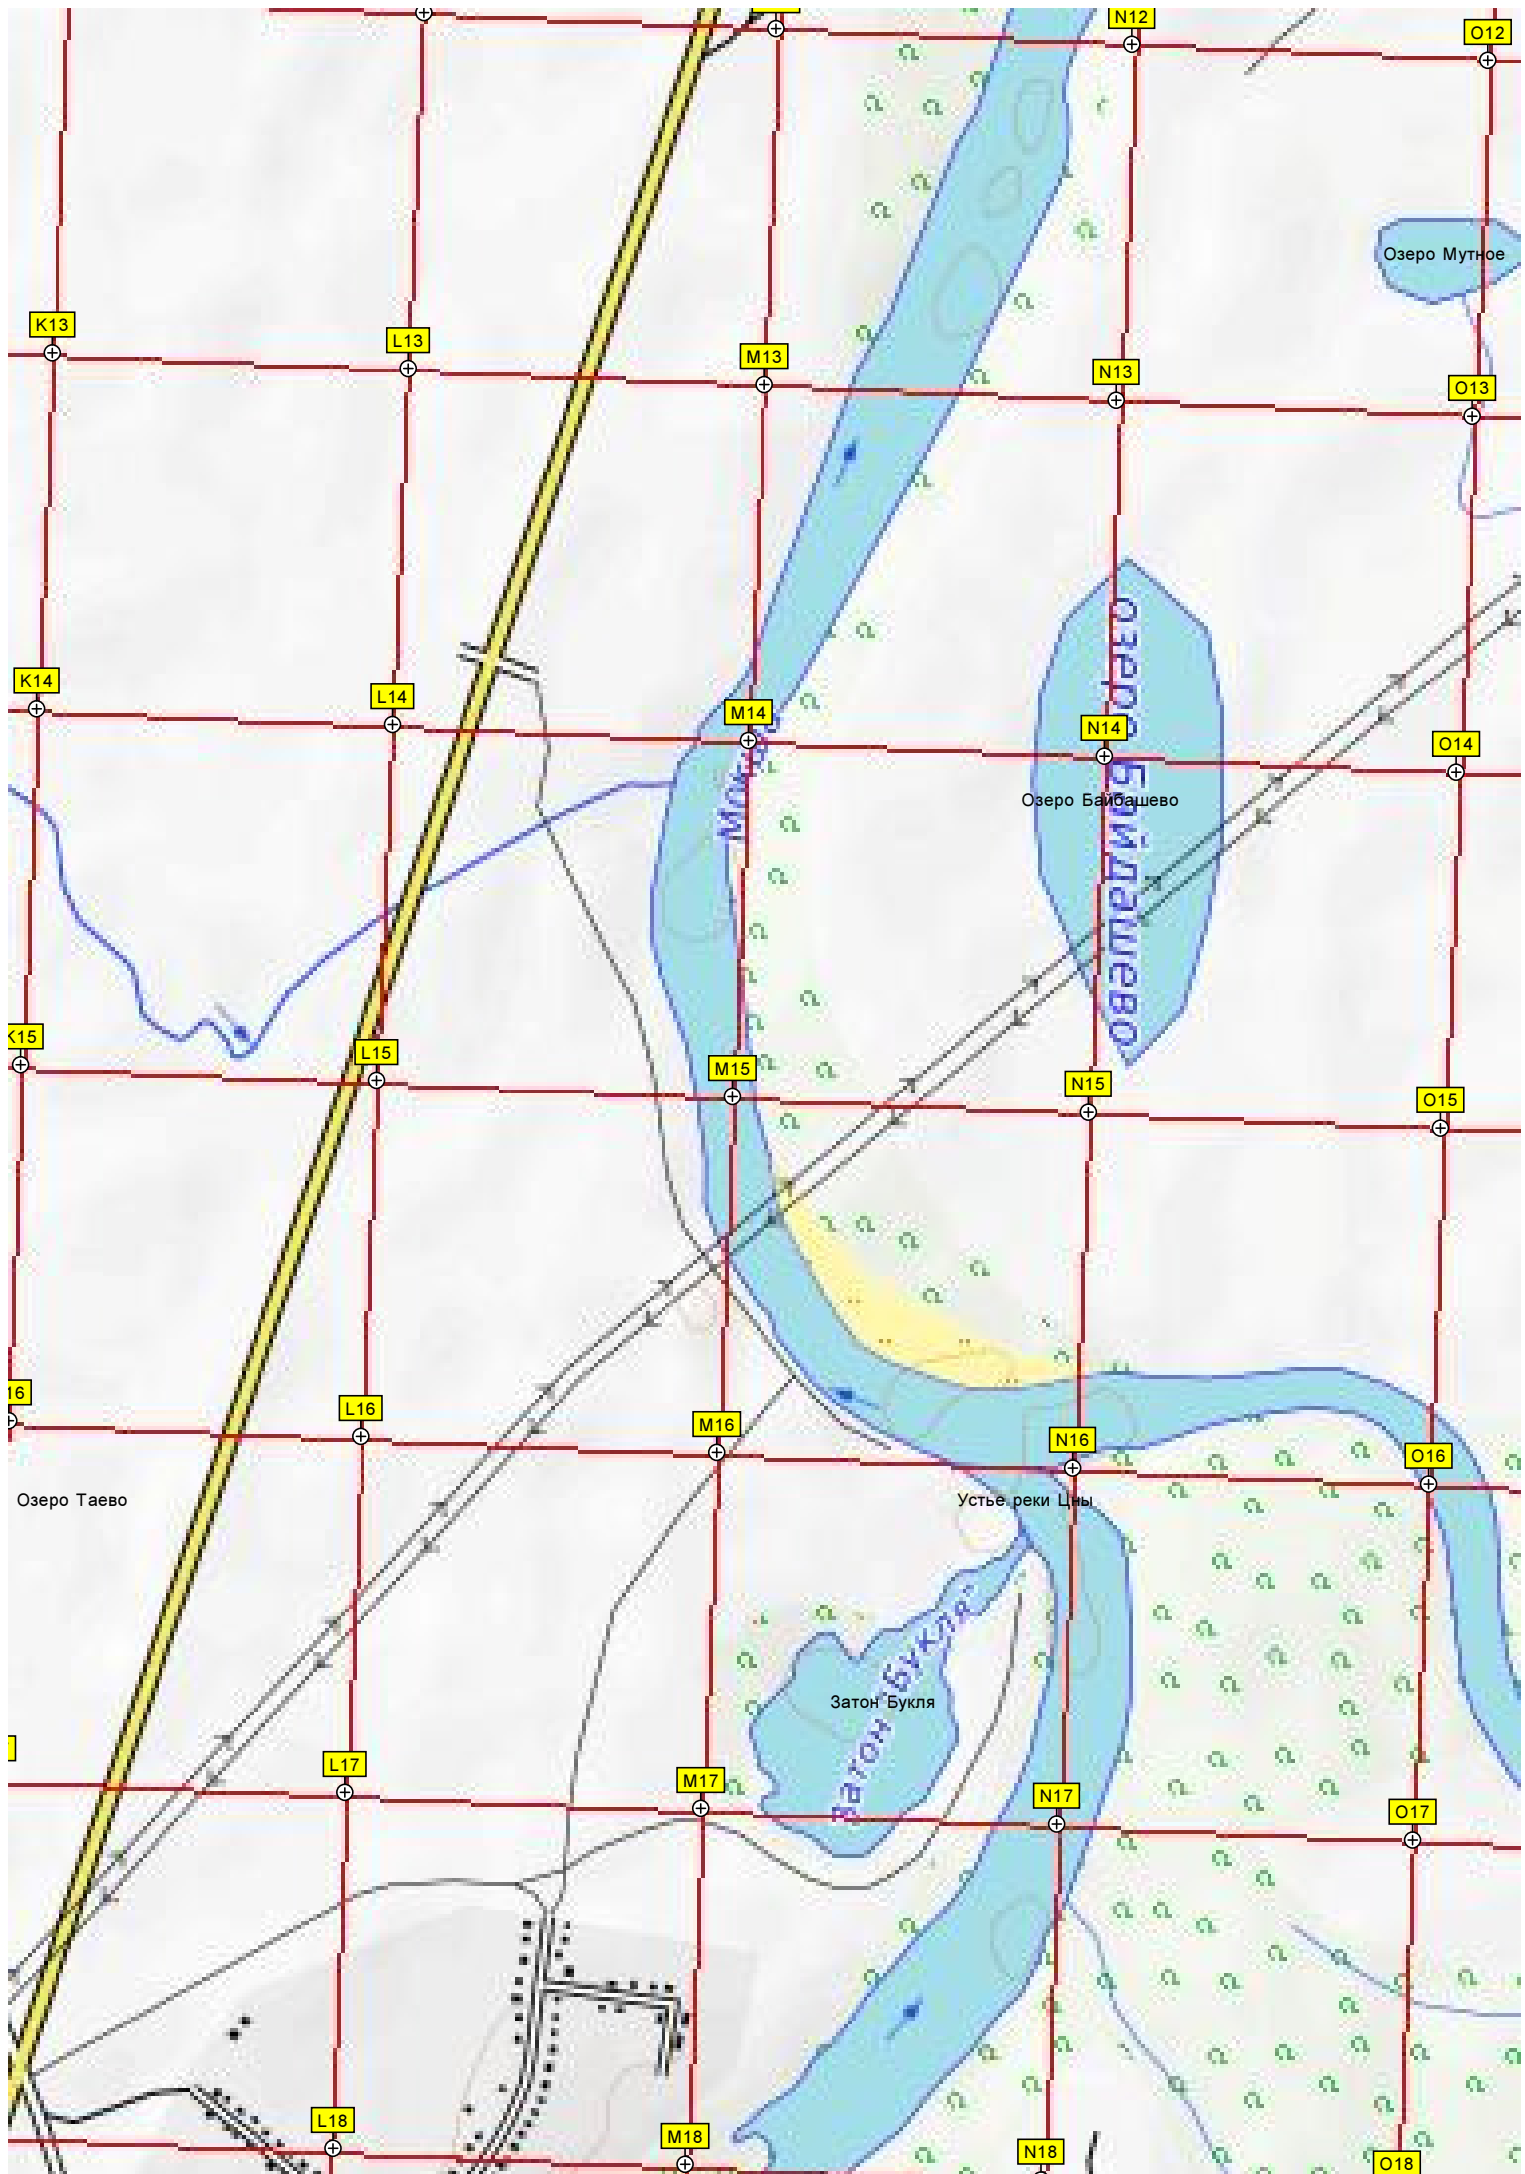 N12
O12
Озеро Мутное
K13
L13
M13
N13
O13
озеро Байдашево
K14
L14
M14
N14
O14
Озеро Байбашево
K15
L15
M15
N15
O15
16
L16
M16
N16
O16
Озеро Таево
Устье реки Цны
Затон "Букля"
Затон Букля
L17
M17
N17
O17
L18
M18
N18
O18